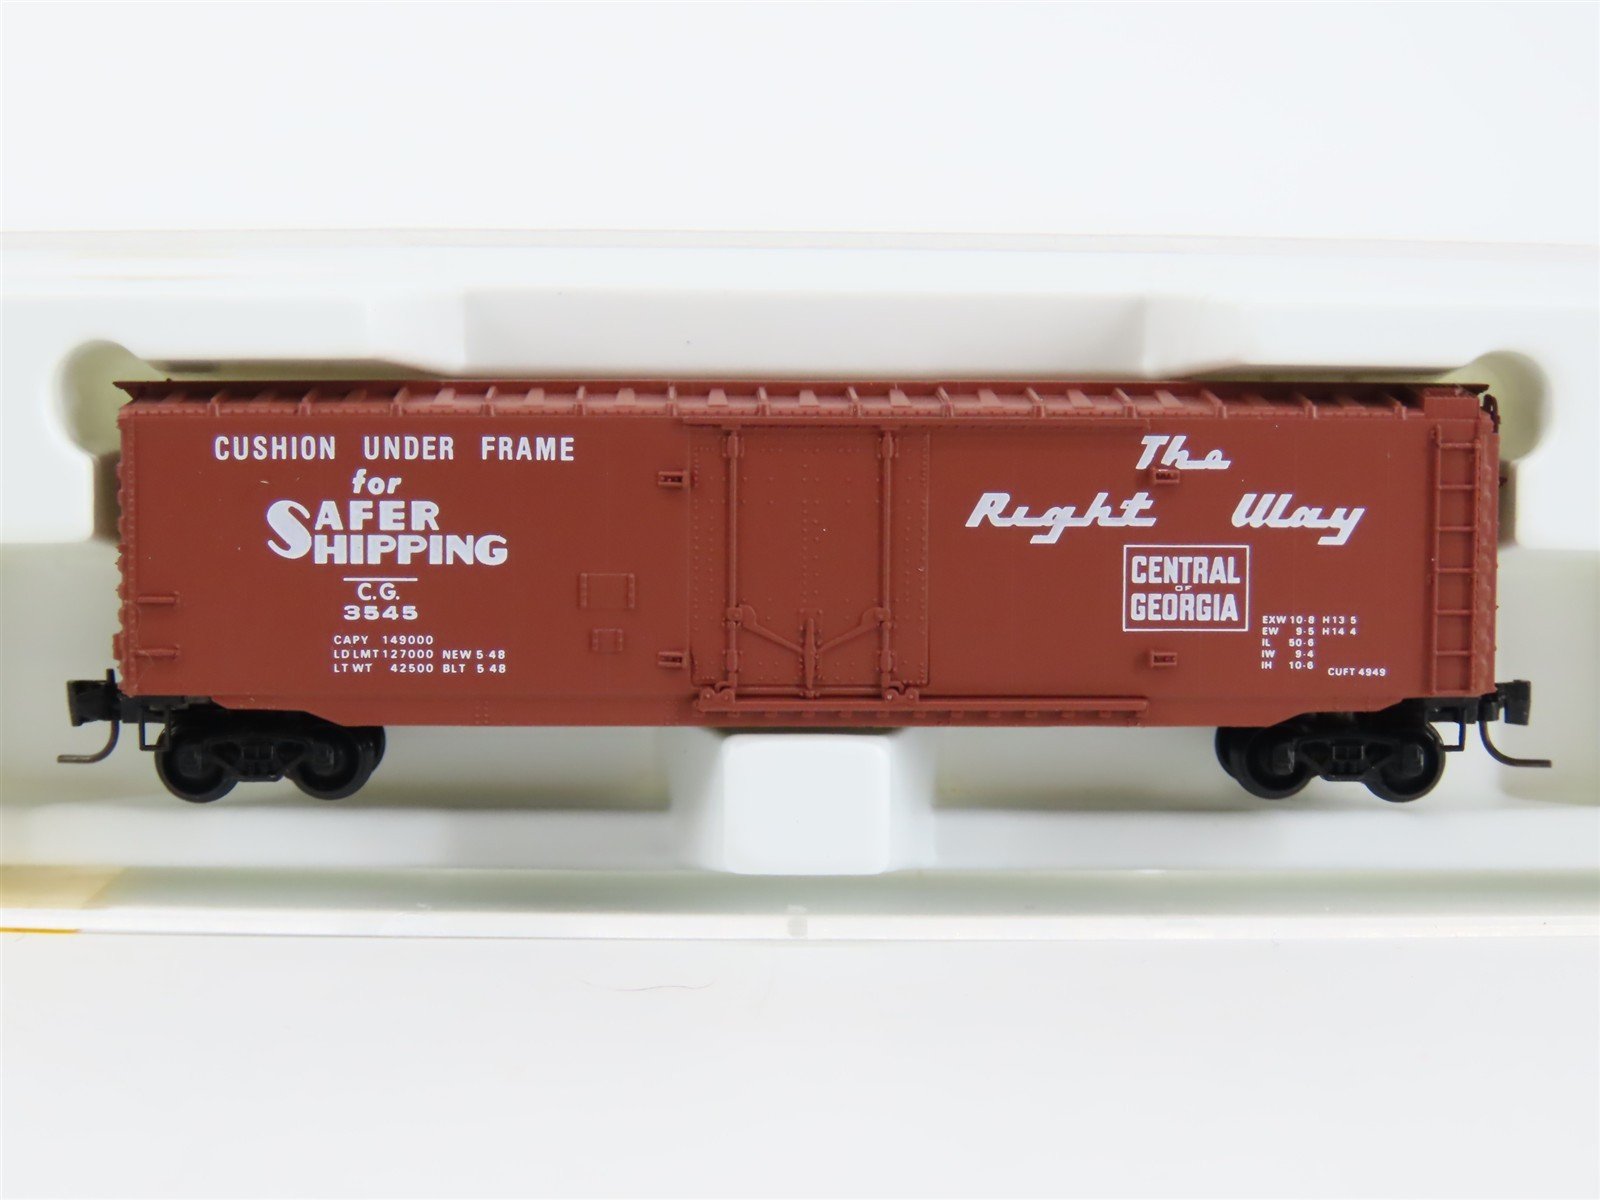 CUSHION UNDER FRAME
for
SAFER
SHIPPING
C.G.
3545
CAPY 149000
LD LMT 127000 NEW 5 48
LT WT 42500 BLT 5 48
The
Right Way
CENTRAL
OF
GEORGIA
EXW 10-8 H 13 5
EW 9-5 H 14 4
IL 50-6
IW 9-4
IH 10-6
CUFT 4949